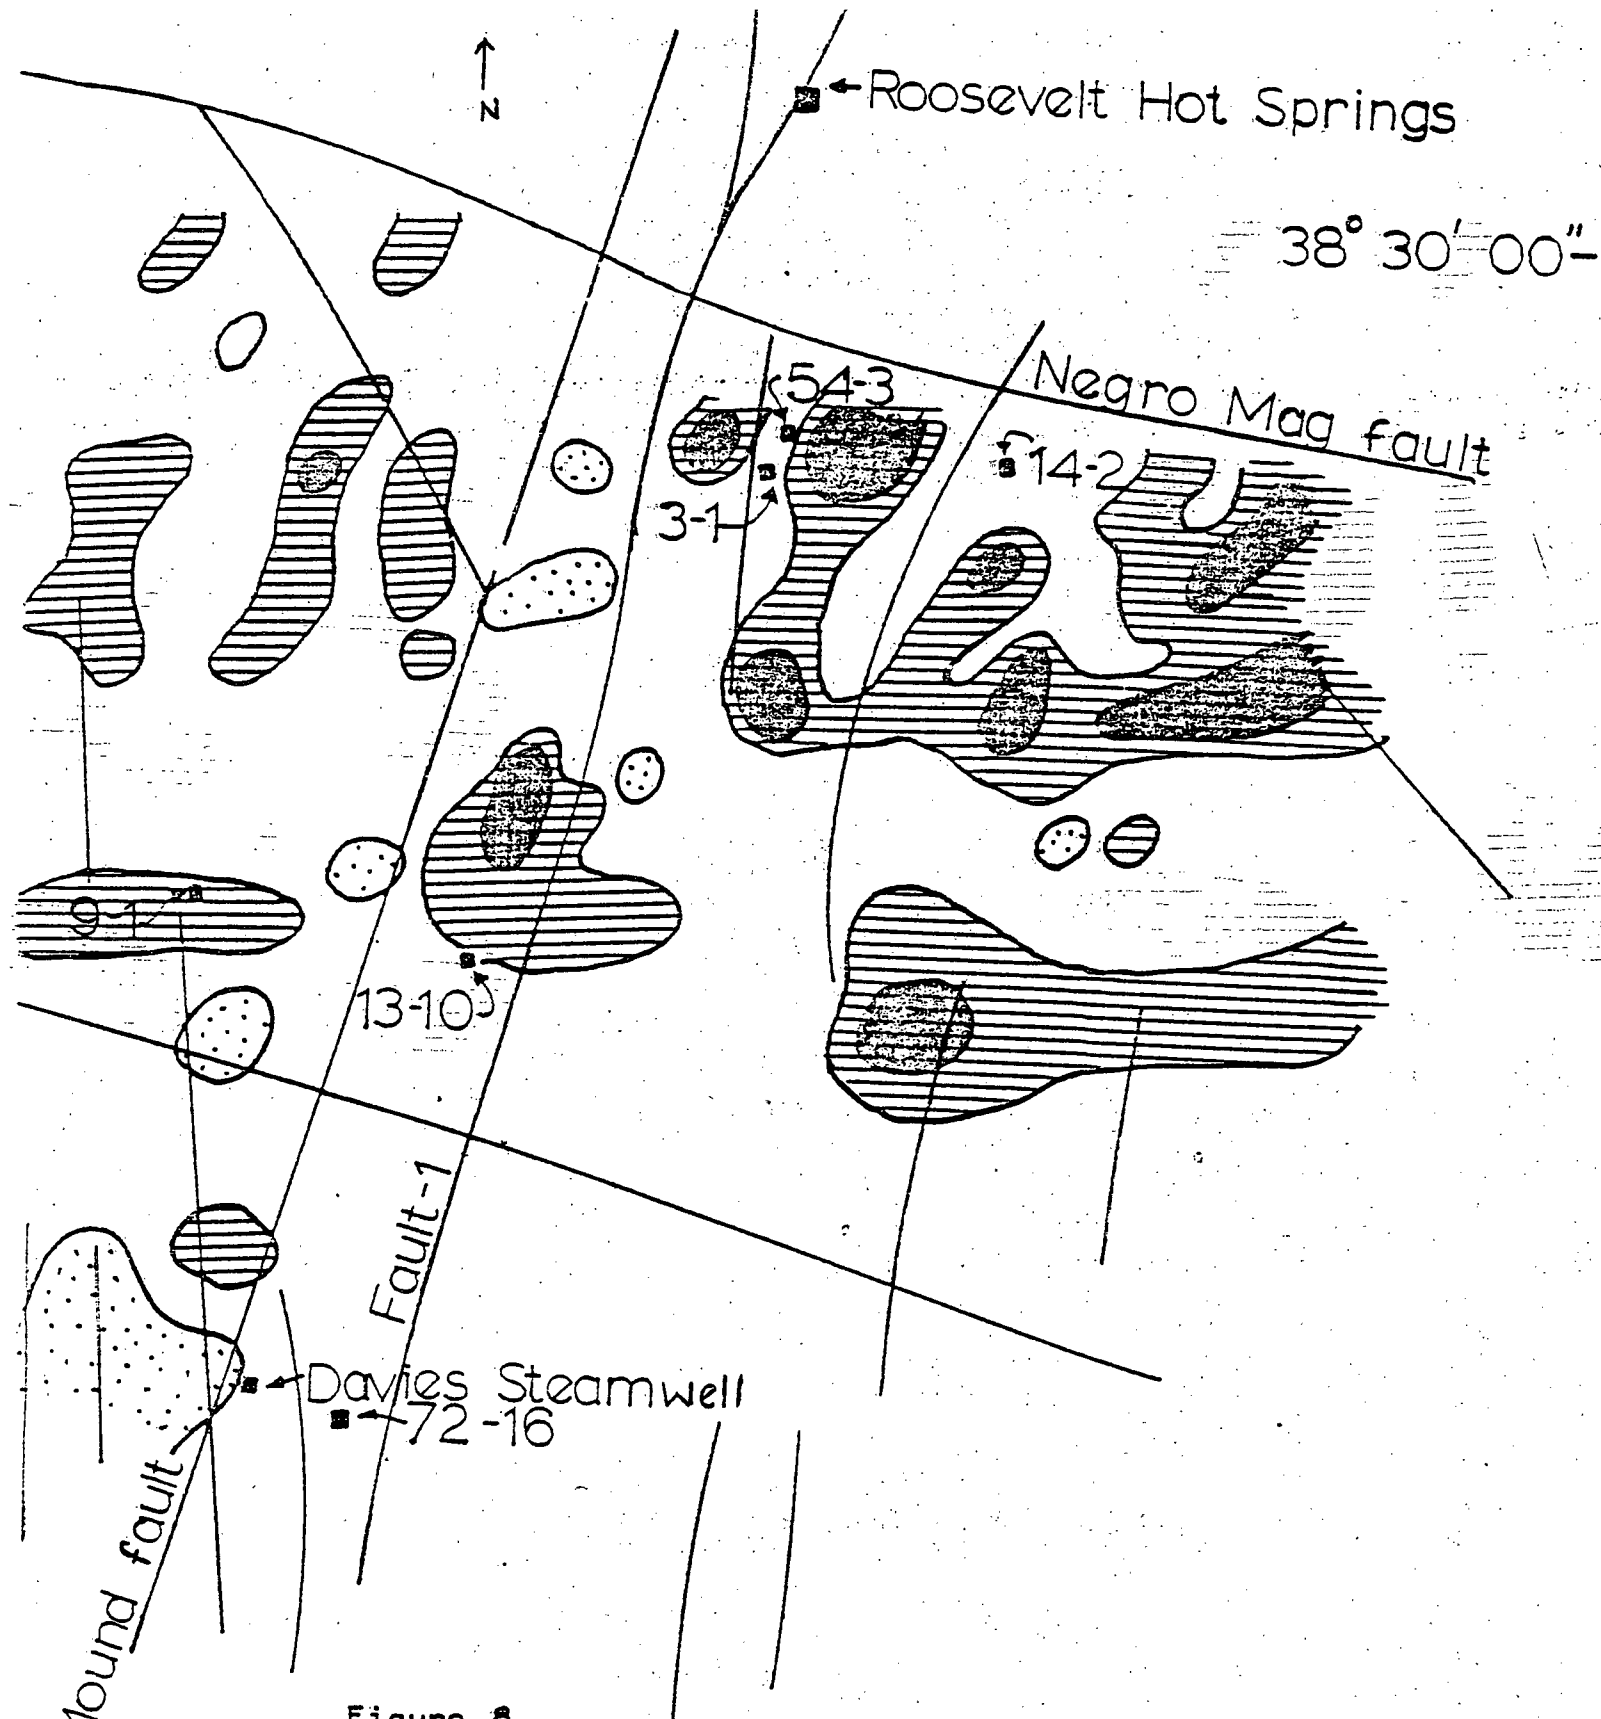 N
Roosevelt Hot Springs
38° 30' 00"-
Negro Mag fault
54-3
14-2
3-1
9-1
13-10
Fault-1
Davies Steamwell
72-16
fault
Figure 8